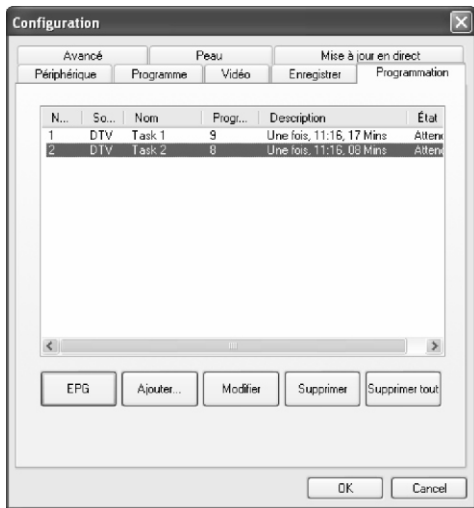 Configuration
Avancé Peau Mise à jour en direct
Périphérique Programme Vidéo Enregistrer Programmation
N... So... Nom Progr... Description État
1 DTV Task 1 9 Une fois, 11:16, 17 Mins Atten
2 DTV Task 2 8 Une fois, 11:16, 08 Mins Atten
EPG Ajouter... Modifier Supprimer Supprimer tout
OK Cancel